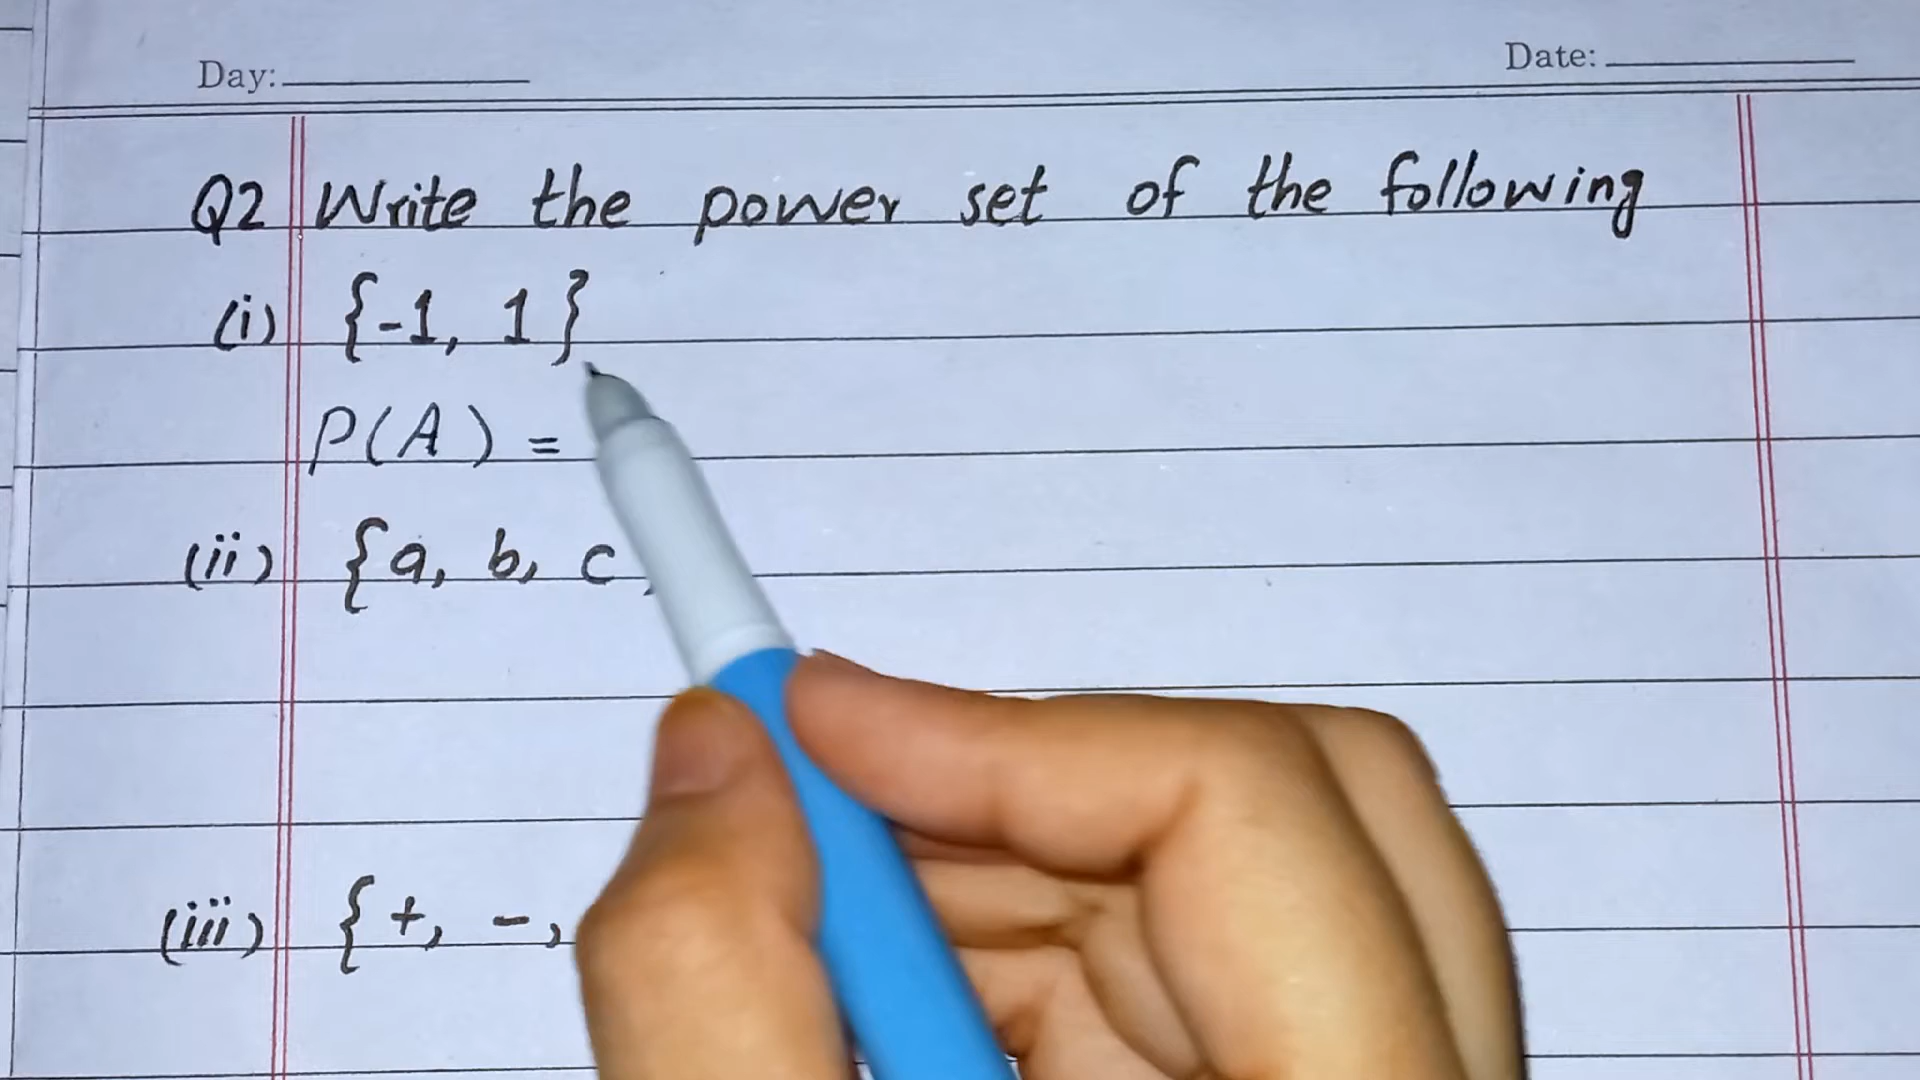 Day:
Date:
Q2 Write the power set of the following
(i) {-1, 1}
P(A) =
(ii) {a, b, c
(iii) {+, -,